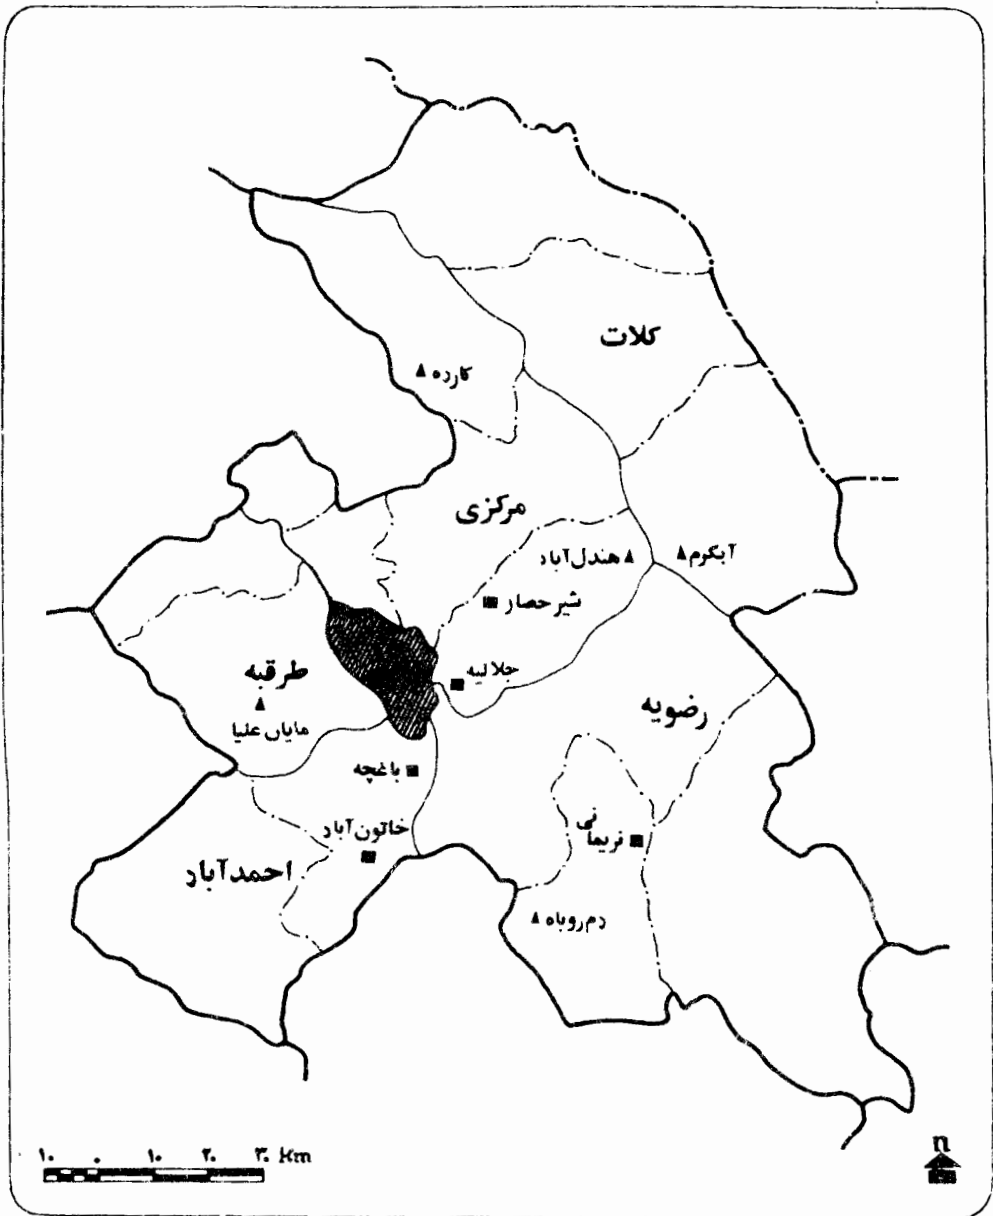 کلات
کارده
مرکزی
هندل‌آباد
آبگرم
شیرحصار
طرقبه
جلالیه
مایان علیا
رضویه
باغچه
خاتون‌آباد
نریمانی
احمدآباد
دم‌روباه
۱۰ ۰ ۱۰ ۲۰ ۳۰ Km
n